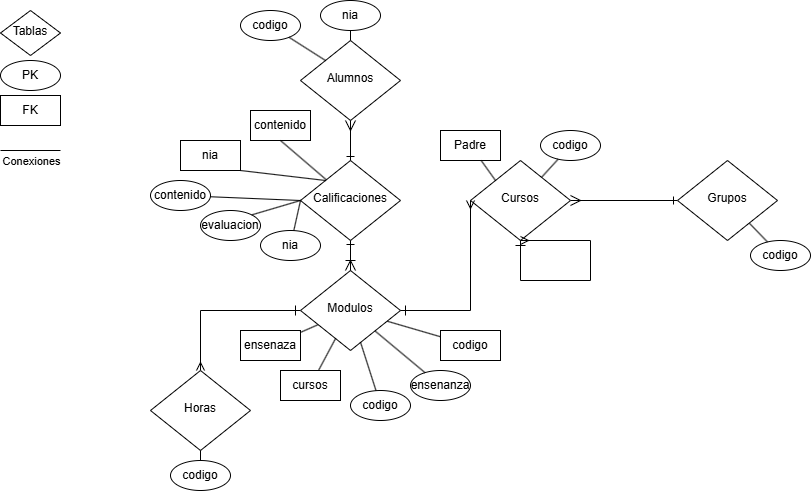 Tablas
PK
FK
Conexiones
nia
codigo
Alumnos
contenido
nia
Calificaciones
contenido
evaluacion
nia
Padre
codigo
Cursos
Grupos
codigo
Modulos
ensenaza
codigo
cursos
ensenanza
codigo
Horas
codigo